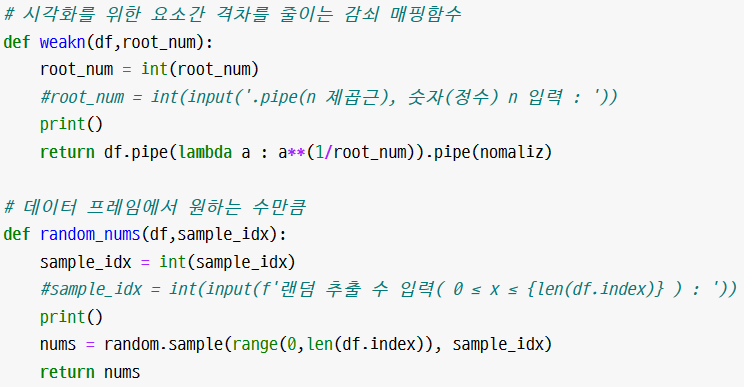 # 시각화를 위한 요소간 격차를 줄이는 감쇠 매핑함수
def weakn(df,root_num):
    root_num = int(root_num)
    #root_num = int(input('.pipe(n 제곱근), 숫자(정수) n 입력 : '))
    print()
    return df.pipe(lambda a : a**(1/root_num)).pipe(nomaliz)

# 데이터 프레임에서 원하는 수만큼
def random_nums(df,sample_idx):
    sample_idx = int(sample_idx)
    #sample_idx = int(input(f'랜덤 추출 수 입력( 0 ≤ x ≤ {len(df.index)} ) : '))
    print()
    nums = random.sample(range(0,len(df.index)), sample_idx)
    return nums